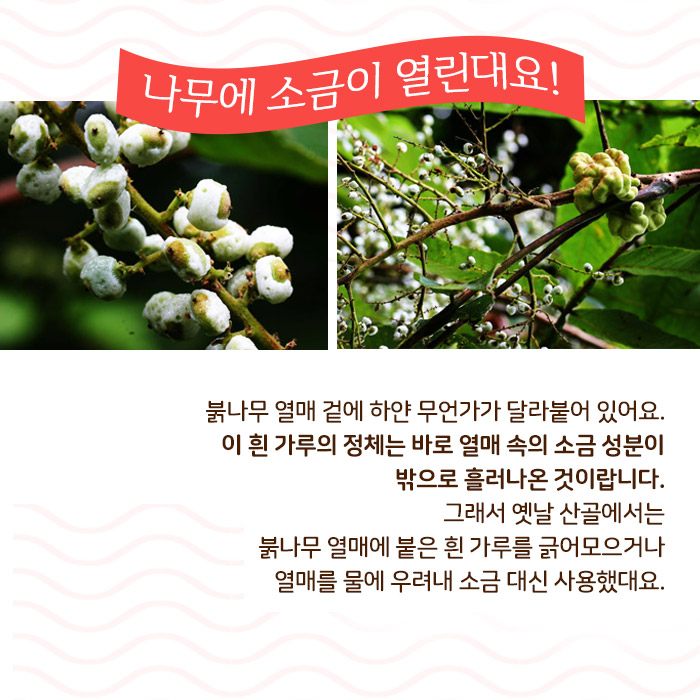 나무에 소금이 열린대요!
붉나무 열매 겉에 하얀 무언가가 달라붙어 있어요.
이 흰 가루의 정체는 바로 열매 속의 소금 성분이
밖으로 흘러나온 것이랍니다.
그래서 옛날 산골에서는
붉나무 열매에 붙은 흰 가루를 긁어모으거나
열매를 물에 우려내 소금 대신 사용했대요.